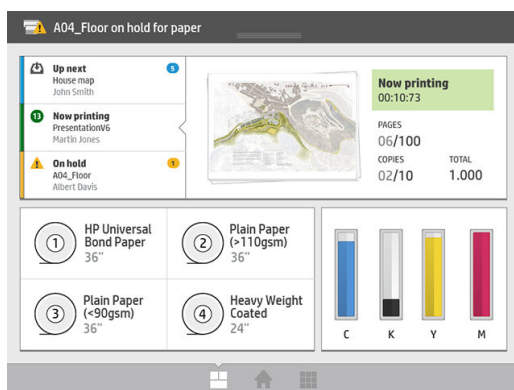 A04_Floor on hold for paper
Up next
5
House map
John Smith
13
Now printing
PresentationV6
Martin Jones
On hold
1
A04_Floor
Albert Davis
Now printing
00:10:73
PAGES
06/100
COPIES
TOTAL
02/10
1.000
1
HP Universal
Bond Paper
36"
2
Plain Paper
(>110gsm)
36"
3
Plain Paper
(<90gsm)
36"
4
Heavy Weight
Coated
24"
C
K
Y
M